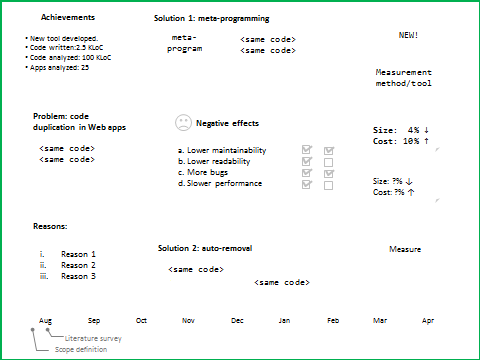 Achievements
• New tool developed.
• Code written:2.5 KLoC
• Code analyzed: 100 KLoC
• Apps analyzed: 25
Solution 1: meta-programming
meta-
program
<same code>
<same code>
NEW!
Measurement
method/tool
Problem: code
duplication in Web apps
<same code>
<same code>
Negative effects
a. Lower maintainability
b. Lower readability
c. More bugs
d. Slower performance
Size: 4% ↓
Cost: 10% ↑
Size: ?% ↓
Cost: ?% ↑
Reasons:
i. Reason 1
ii. Reason 2
iii. Reason 3
Solution 2: auto-removal
<same code>
<same code>
Measure
Aug Sep Oct Nov Dec Jan Feb Mar Apr
Literature survey
Scope definition